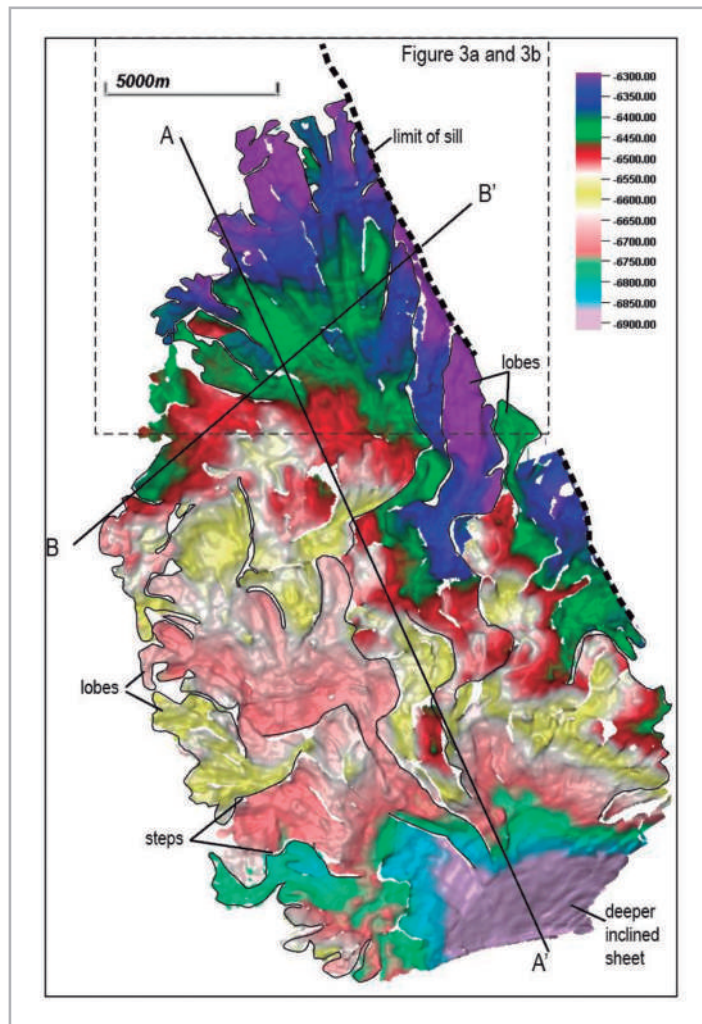 Figure 3a and 3b
5000m
A
limit of sill
B'
-6300.00
-6350.00
-6400.00
-6450.00
-6500.00
-6550.00
-6600.00
-6650.00
-6700.00
-6750.00
-6800.00
-6850.00
-6900.00
lobes
B
lobes
steps
deeper
inclined
sheet
A'